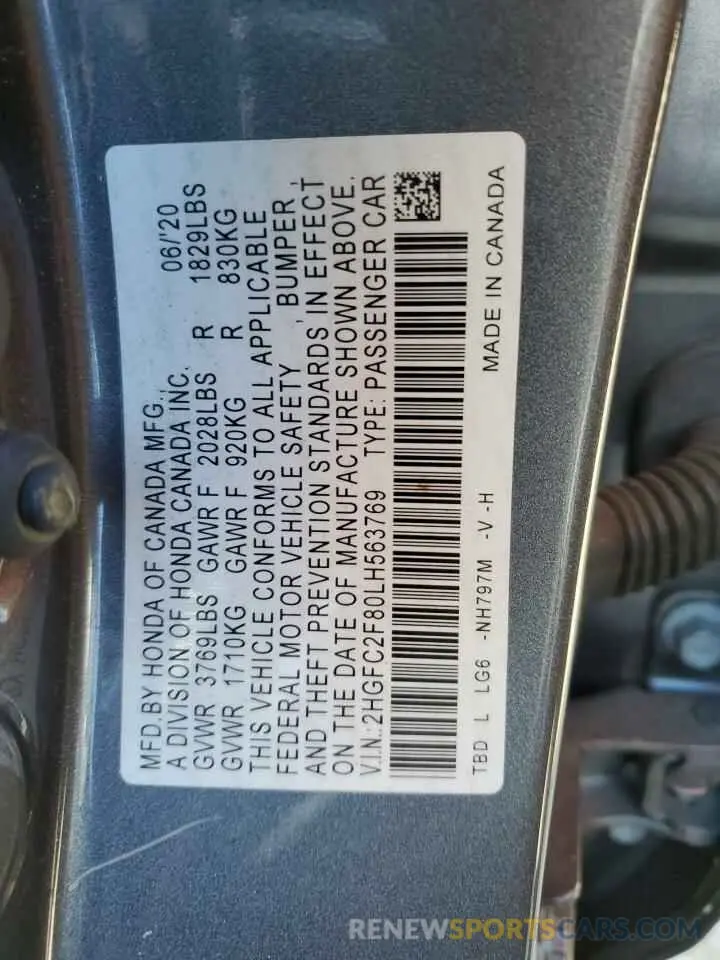 MFD.BY HONDA OF CANADA MFG., 06/'20
A DIVISION OF HONDA CANADA INC.
GVWR 3769LBS GAWR F 2028LBS R 1829LBS
GVWR 1710KG GAWR F 920KG R 830KG
THIS VEHICLE CONFORMS TO ALL APPLICABLE
FEDERAL MOTOR VEHICLE SAFETY , BUMPER ,
AND THEFT PREVENTION STANDARDS IN EFFECT
ON THE DATE OF MANUFACTURE SHOWN ABOVE.
V.I.N.:2HGFC2F80LH563769 TYPE: PASSENGER CAR
TBD L LG6 -NH797M -V -H MADE IN CANADA
RENEWSPORTSCARS.COM